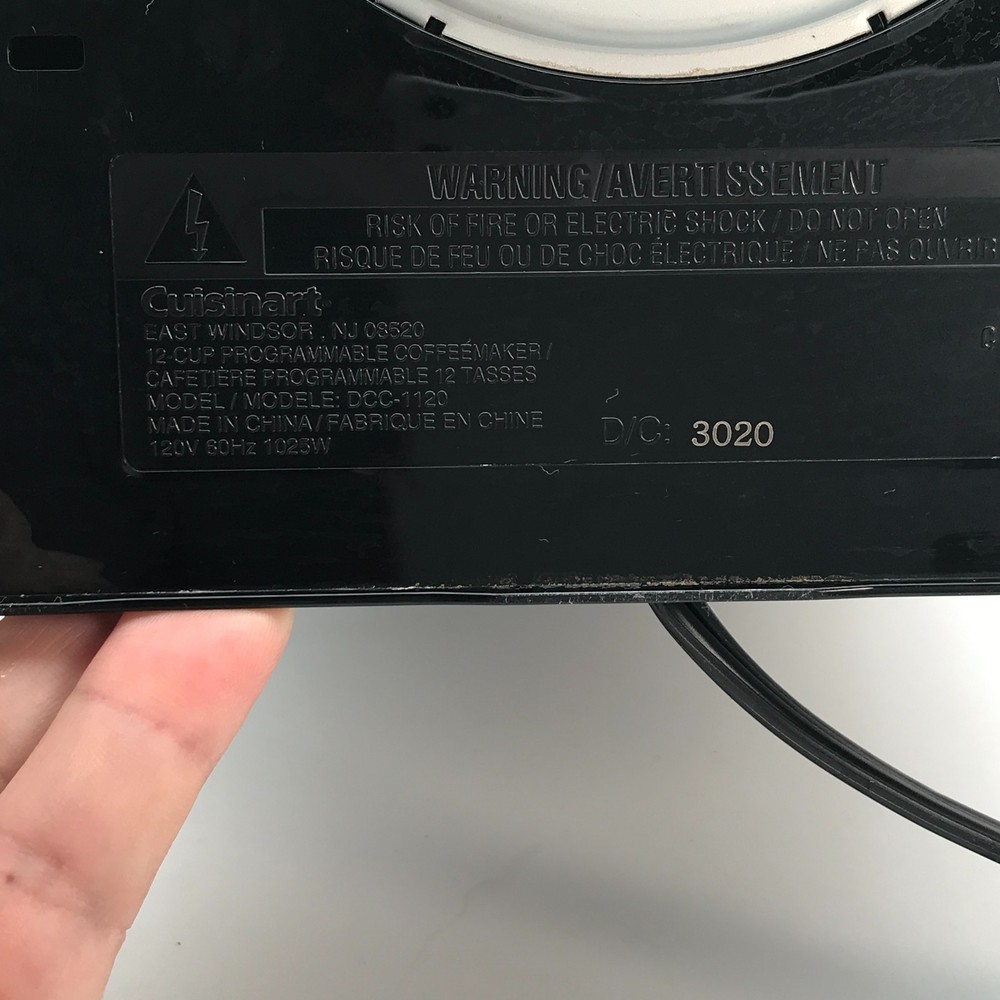 WARNING/AVERTISSEMENT
RISK OF FIRE OR ELECTRIC SHOCK / DO NOT OPEN
RISQUE DE FEU OU DE CHOC ÉLECTRIQUE / NE PAS OUVRIR
Cuisinart
EAST WINDSOR, NJ 08520
12-CUP PROGRAMMABLE COFFEEMAKER /
CAFETIÈRE PROGRAMMABLE 12 TASSES
MODEL / MODELE: DCC-1120
MADE IN CHINA / FABRIQUE EN CHINE
120V 60Hz 1025W
D/C: 3020